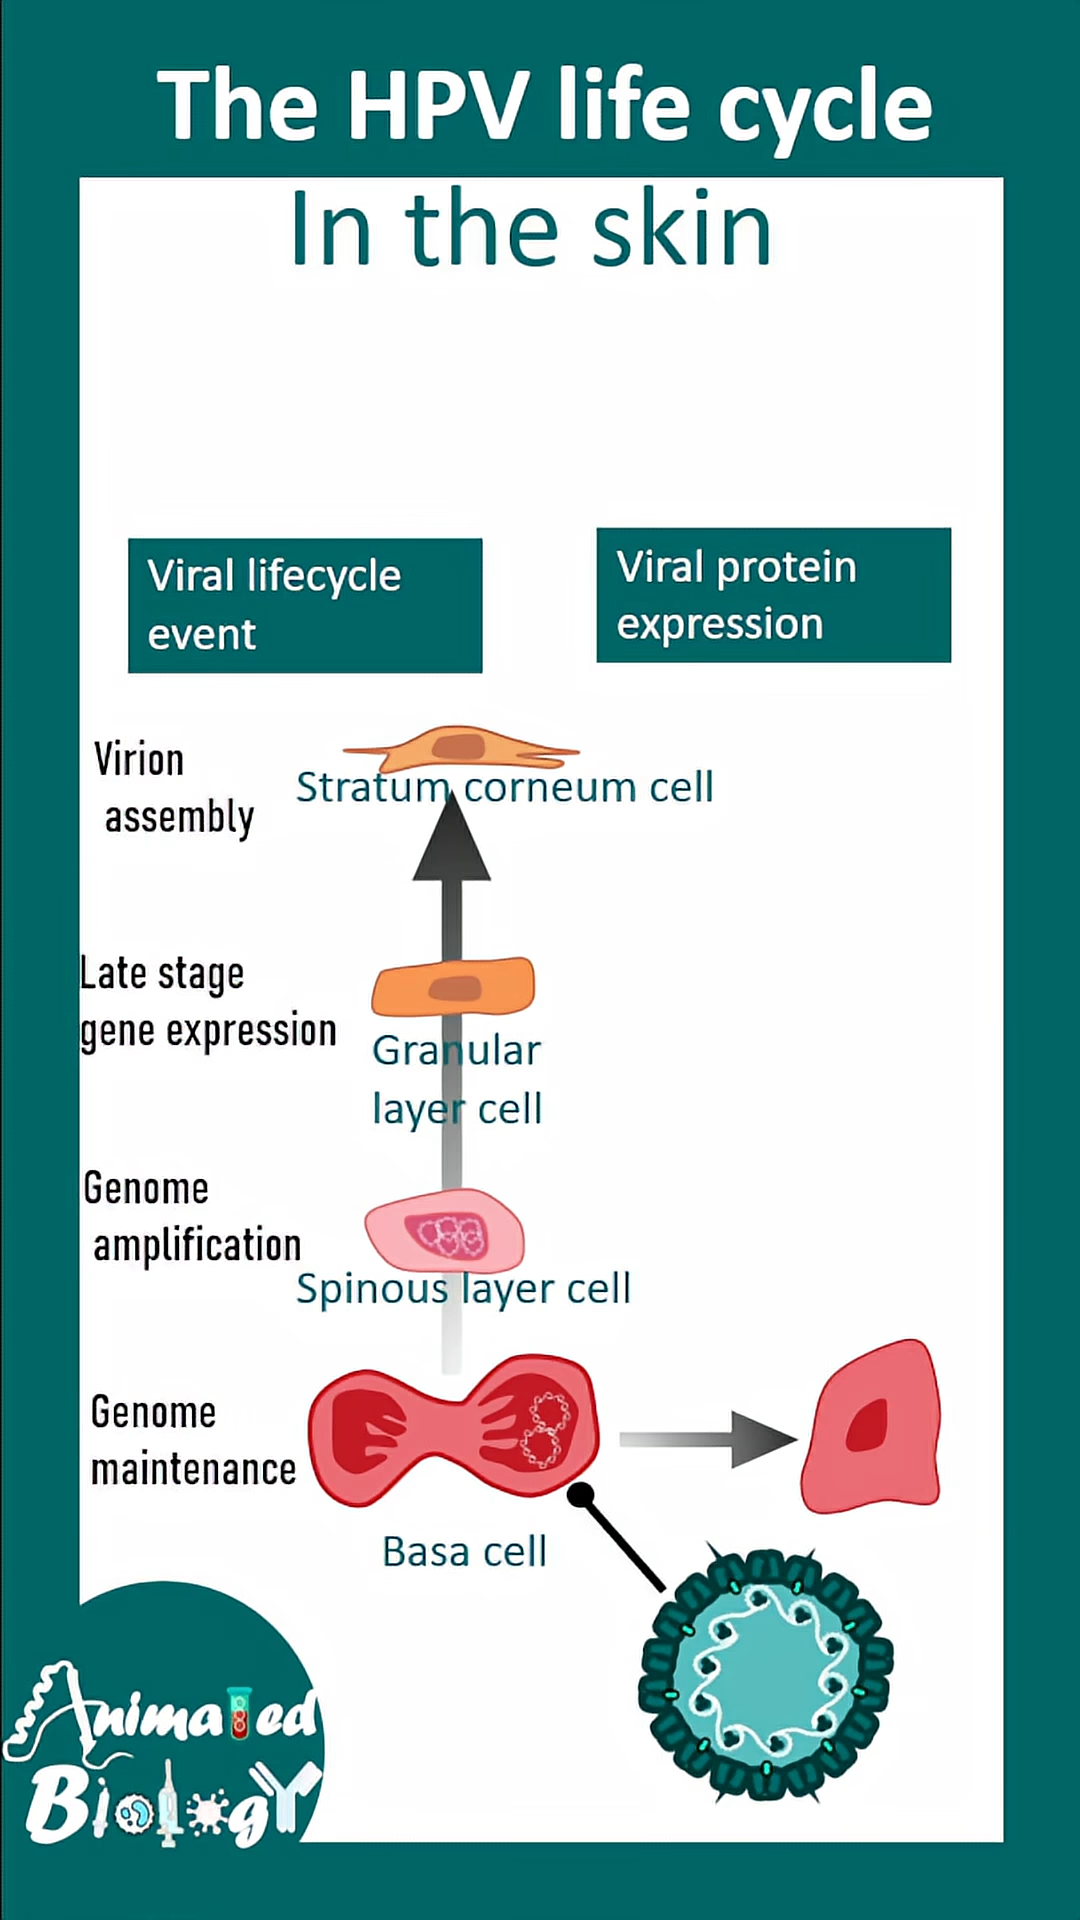 The HPV life cycle
In the skin
Viral lifecycle
event
Viral protein
expression
Virion
assembly
Stratum corneum cell
Late stage
gene expression
Granular
layer cell
Genome
amplification
Spinous layer cell
Genome
maintenance
Basa cell
Animated
Biology